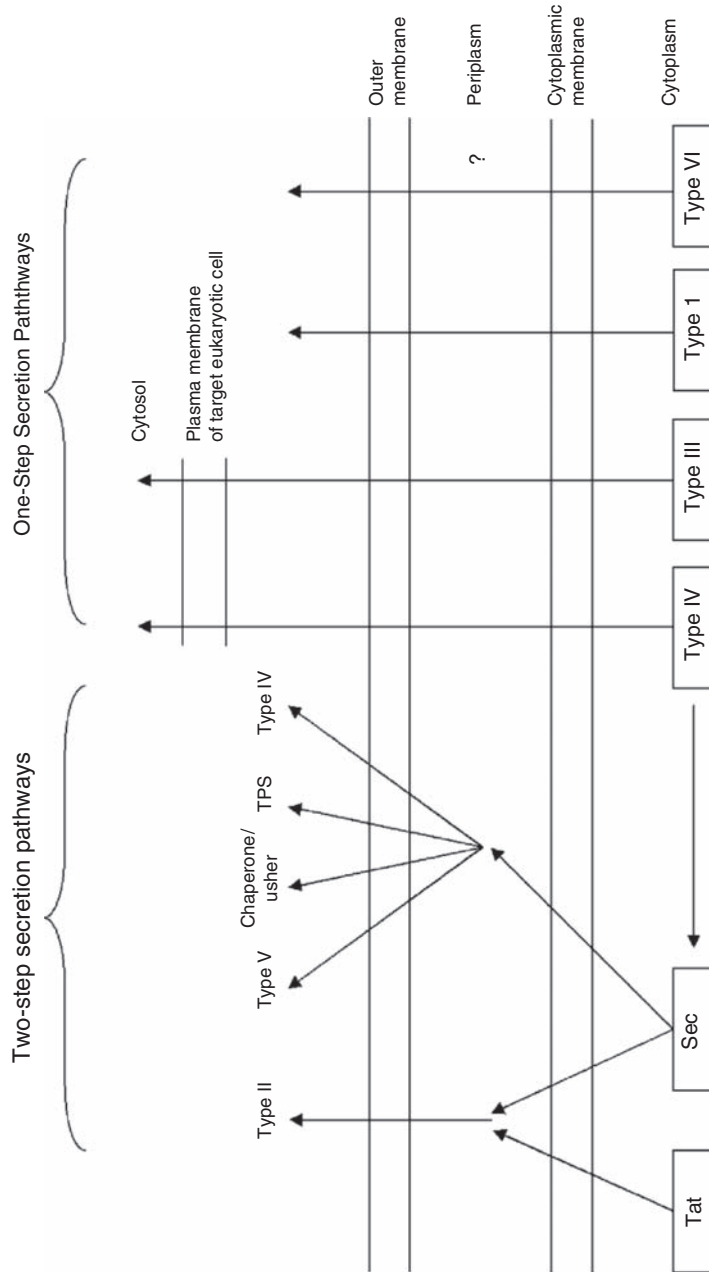 Two-step secretion pathways
One-Step Secretion Paththways
Cytosol
Plasma membrane
of target eukaryotic cell
Type II
Type V
Chaperone/
usher
TPS
Type IV
Outer
membrane
Periplasm
?
Cytoplasmic
membrane
Cytoplasm
Tat
Sec
Type IV
Type III
Type 1
Type VI